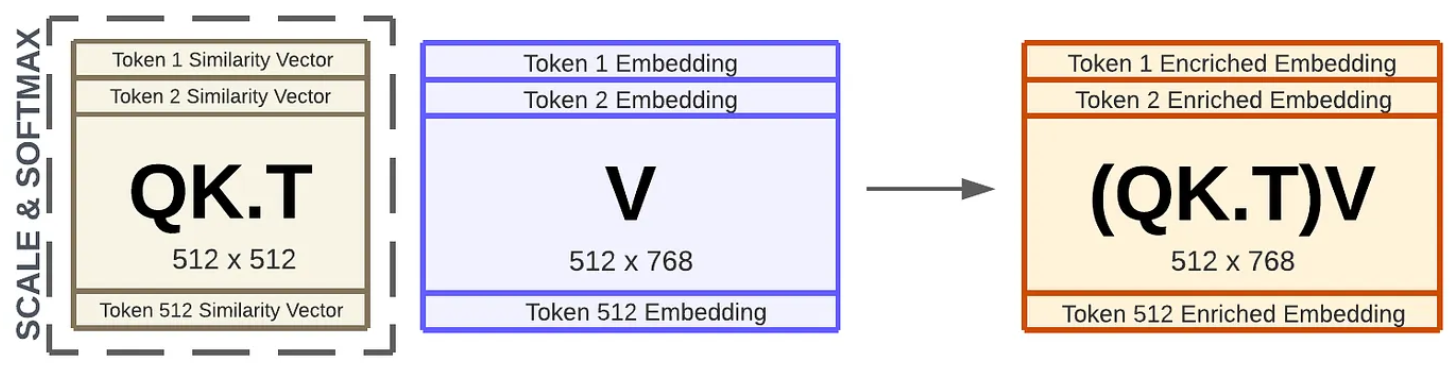 SCALE & SOFTMAX
Token 1 Similarity Vector
Token 2 Similarity Vector
QK.T
512 x 512
Token 512 Similarity Vector
Token 1 Embedding
Token 2 Embedding
V
512 x 768
Token 512 Embedding
Token 1 Encriched Embedding
Token 2 Enriched Embedding
(QK.T)V
512 x 768
Token 512 Enriched Embedding